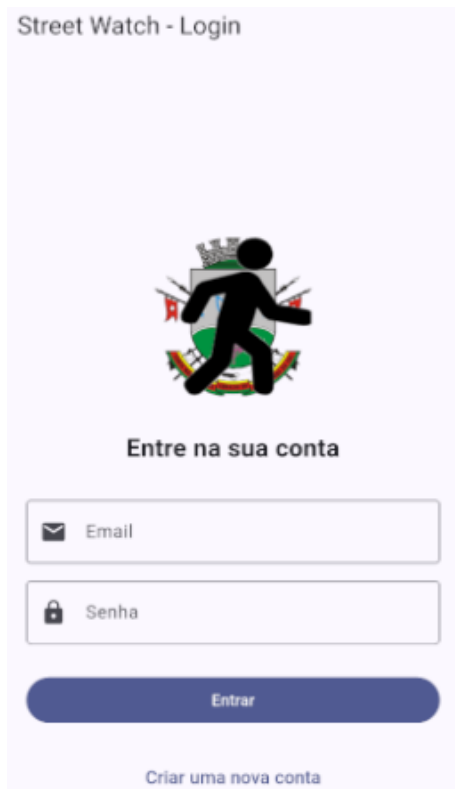 Street Watch - Login
Entre na sua conta
Email
Senha
Entrar
Criar uma nova conta